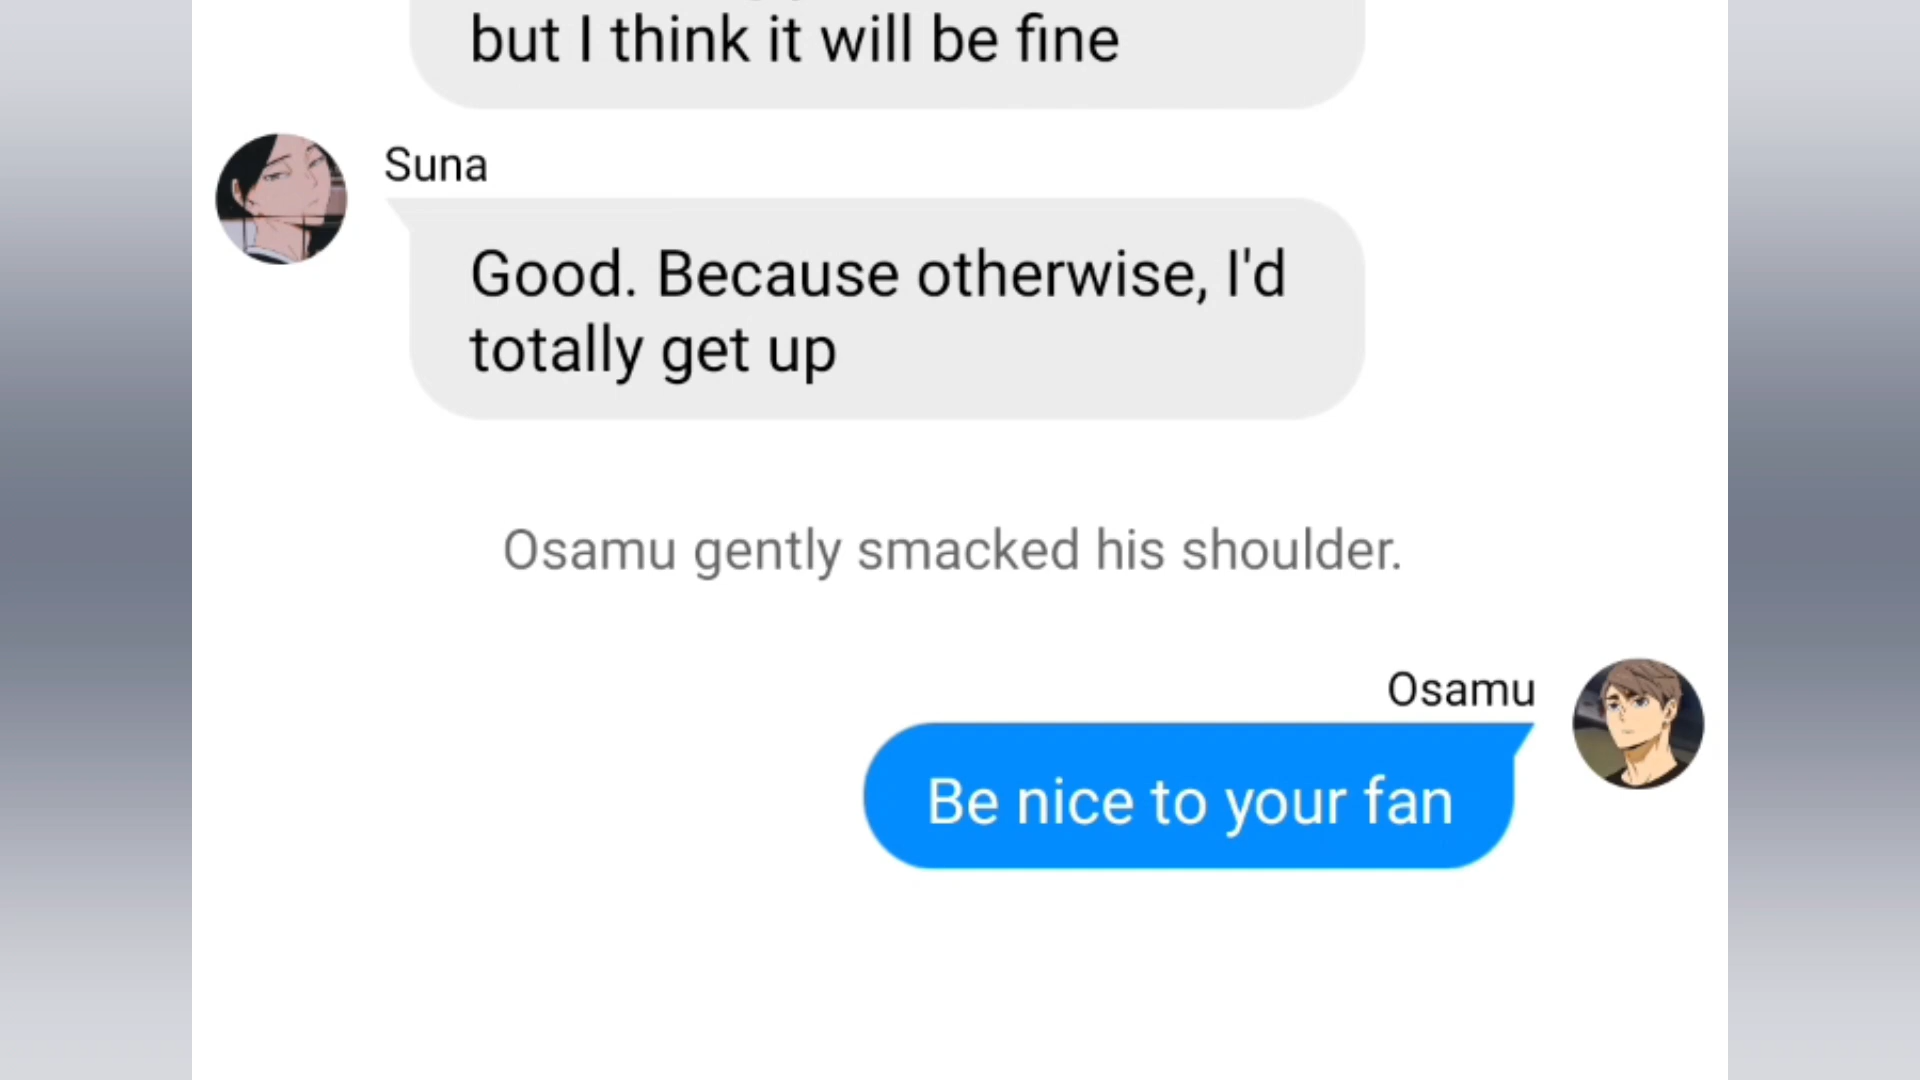 but I think it will be fine
Suna
Good. Because otherwise, I'd
totally get up
Osamu gently smacked his shoulder.
Osamu
Be nice to your fan